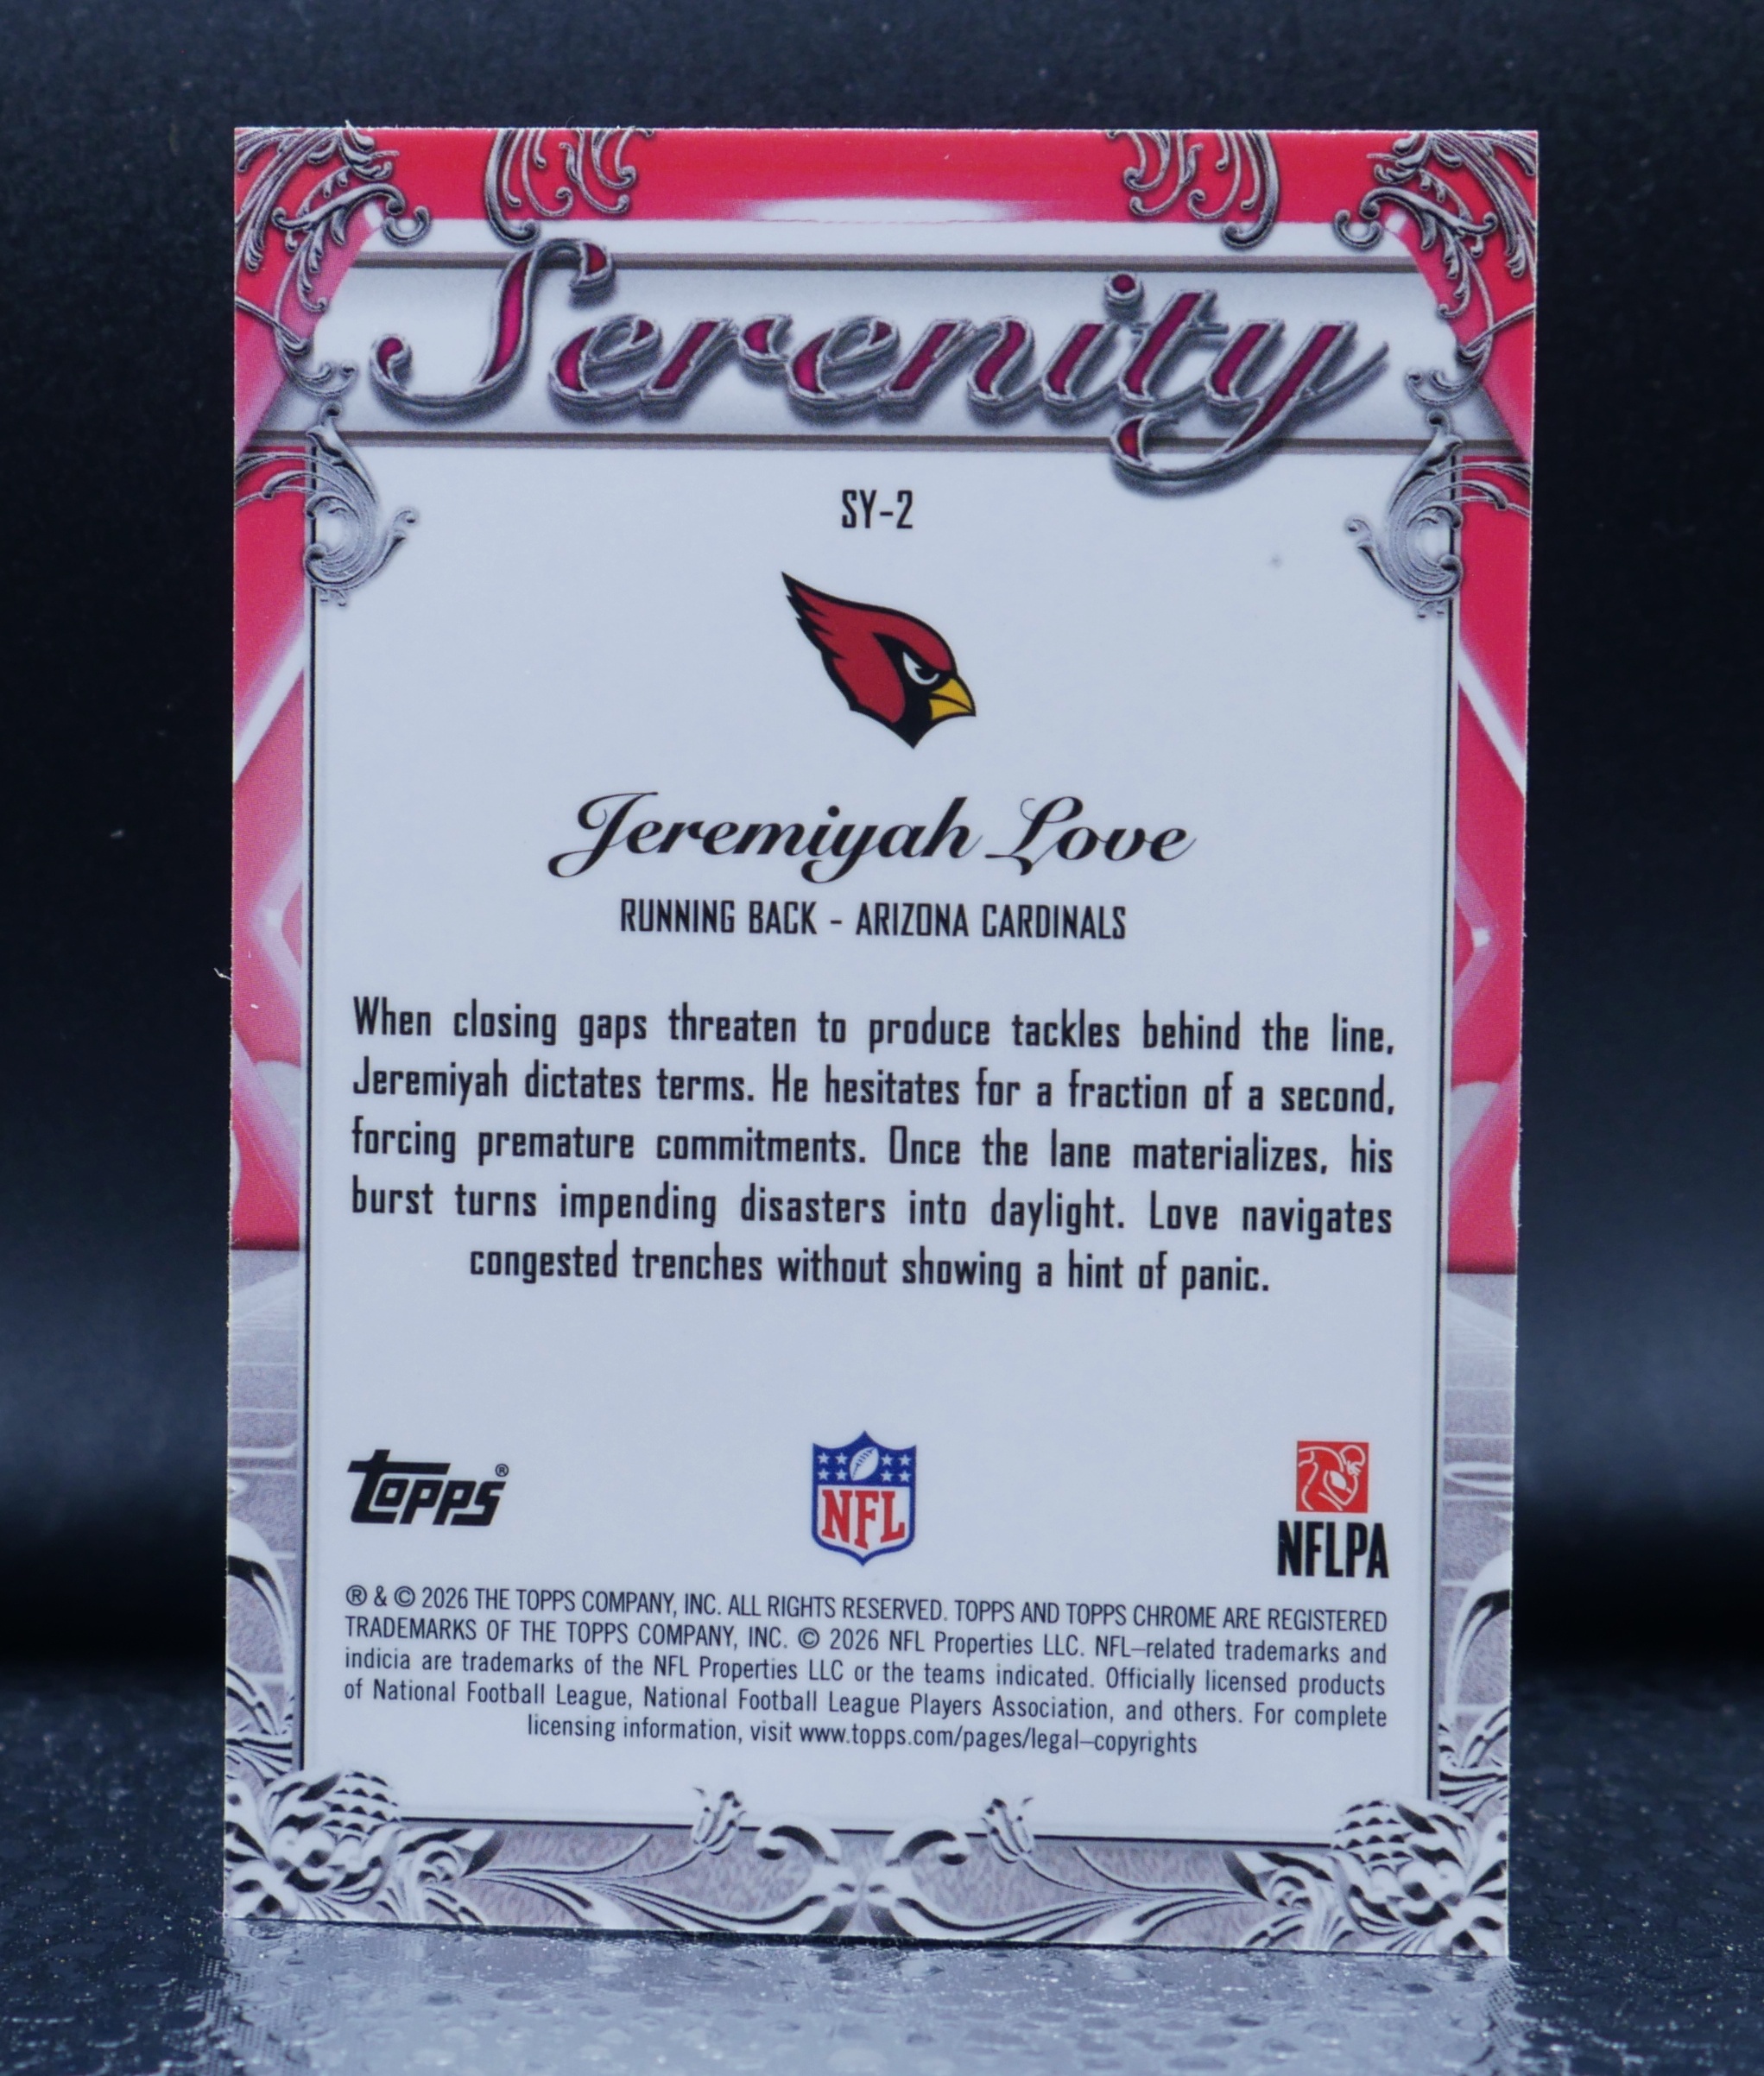 Serenity
SY-2
Jeremiyah Love
RUNNING BACK - ARIZONA CARDINALS
When closing gaps threaten to produce tackles behind the line,
Jeremiyah dictates terms. He hesitates for a fraction of a second,
forcing premature commitments. Once the lane materializes, his
burst turns impending disasters into daylight. Love navigates
congested trenches without showing a hint of panic.
Topps®
NFL
NFLPA
® & © 2026 THE TOPPS COMPANY, INC. ALL RIGHTS RESERVED. TOPPS AND TOPPS CHROME ARE REGISTERED
TRADEMARKS OF THE TOPPS COMPANY, INC. © 2026 NFL Properties LLC. NFL-related trademarks and
indicia are trademarks of the NFL Properties LLC or the teams indicated. Officially licensed products
of National Football League, National Football League Players Association, and others. For complete
licensing information, visit www.topps.com/pages/legal-copyrights